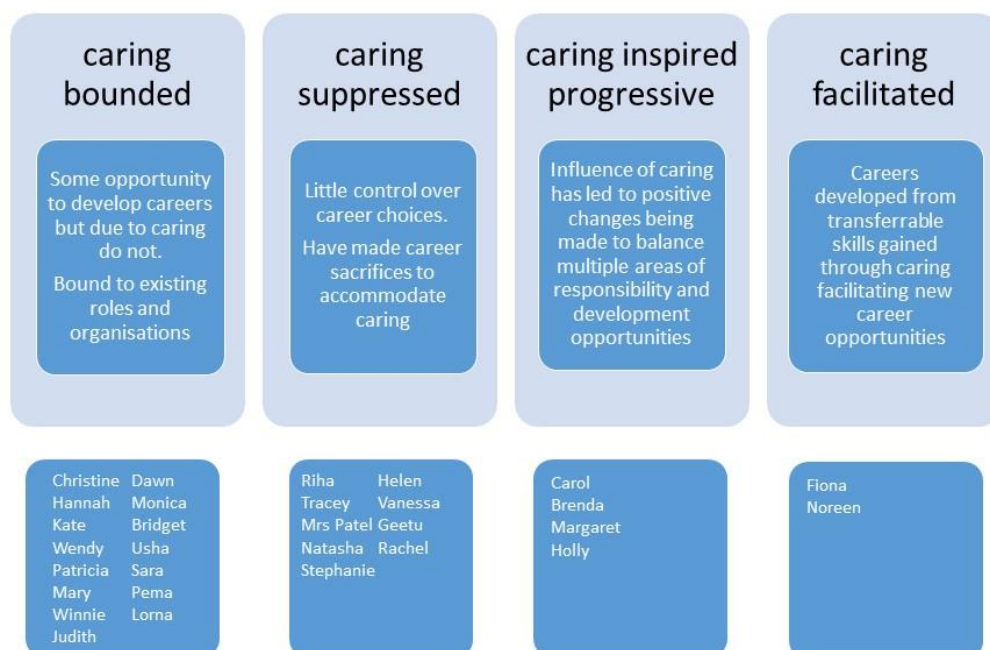 caring
bounded
Some opportunity
to develop careers
but due to caring
do not.
Bound to existing
roles and
organisations
caring
suppressed
Little control over
career choices.
Have made career
sacrifices to
accommodate
caring
caring inspired
progressive
Influence of caring
has led to positive
changes being
made to balance
multiple areas of
responsibility and
development
opportunities
caring
facilitated
Careers
developed from
transferrable
skills gained
through caring
facilitating new
career
opportunities
Christine Dawn
Hannah Monica
Kate Bridget
Wendy Usha
Patricia Sara
Mary Pema
Winnie Lorna
Judith
Riha Helen
Tracey Vanessa
Mrs Patel Geetu
Natasha Rachel
Stephanie
Carol
Brenda
Margaret
Holly
Fiona
Noreen